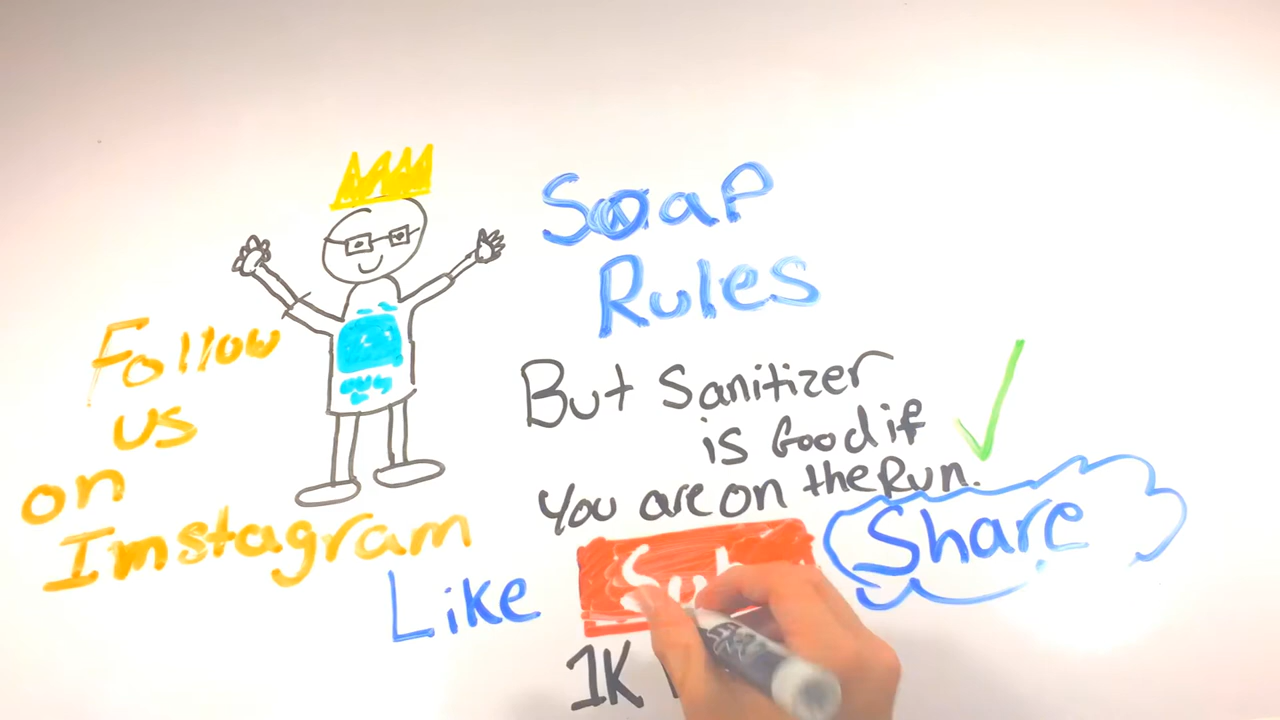 Soap
Rules
But Sanitizer
is Good if
You are on the Run.
Follow
us
on
Imstagram
Like
Sub
Share
1K